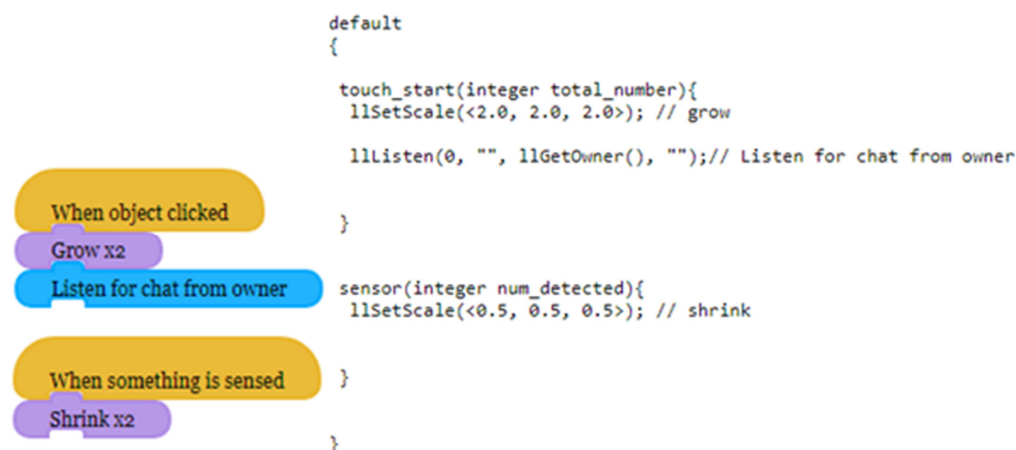 When object clicked
Grow x2
Listen for chat from owner
When something is sensed
Shrink x2
default
{
touch_start(integer total_number){
llSetScale(<2.0, 2.0, 2.0>); // grow
llListen(0, "", llGetOwner(), "");// Listen for chat from owner
}
sensor(integer num_detected){
llSetScale(<0.5, 0.5, 0.5>); // shrink
}
}